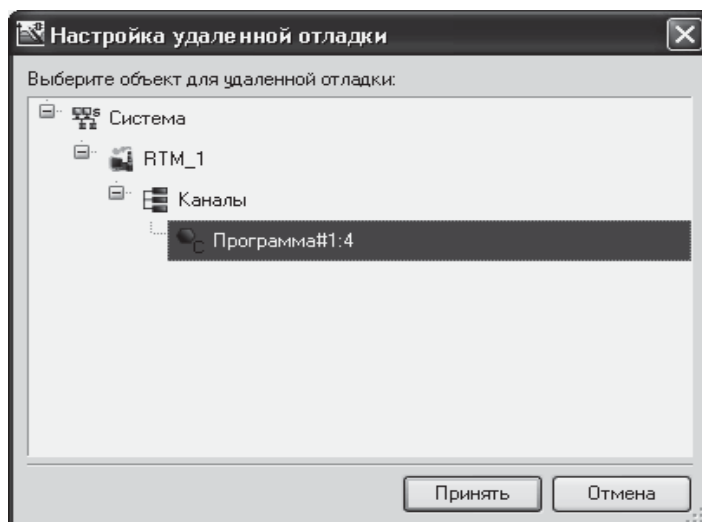 Настройка удаленной отладки
Выберите объект для удаленной отладки:
Система
RTM_1
Каналы
Программа#1:4
Принять
Отмена